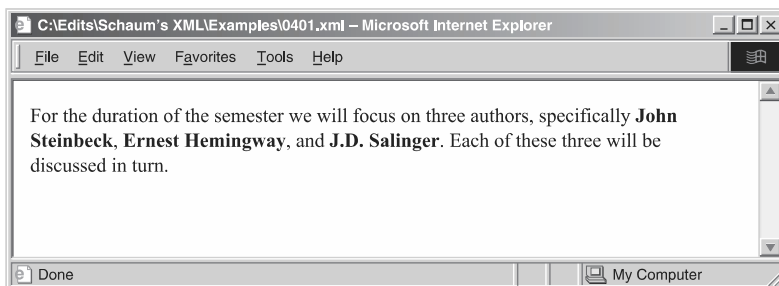 C:\Edits\Schaum's XML\Examples\0401.xml – Microsoft Internet Explorer
File Edit View Favorites Tools Help
For the duration of the semester we will focus on three authors, specifically John
Steinbeck, Ernest Hemingway, and J.D. Salinger. Each of these three will be
discussed in turn.
Done
My Computer